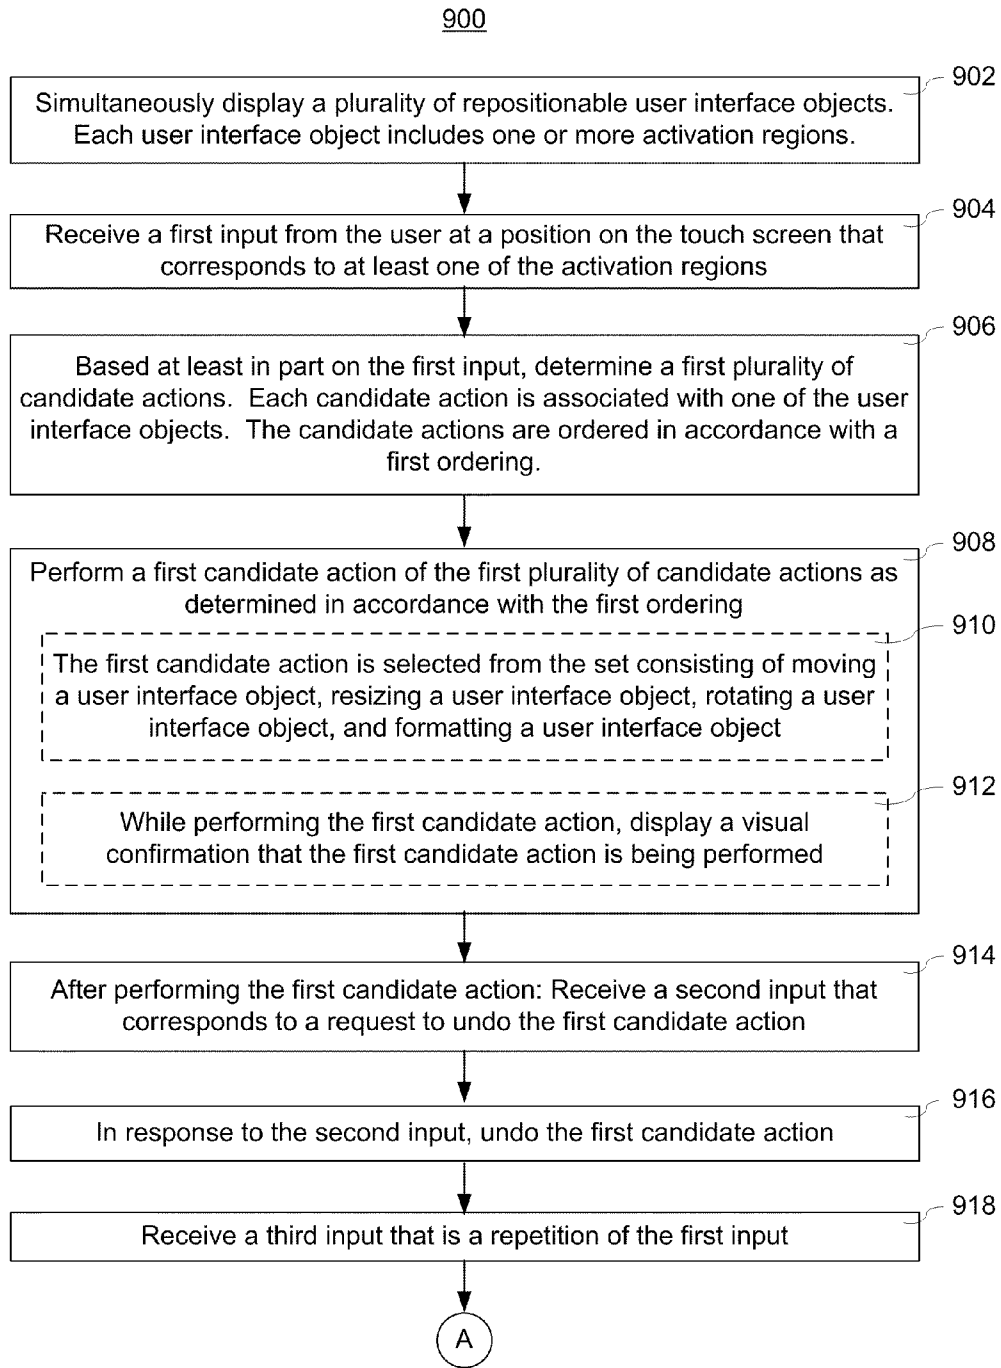 900
902
Simultaneously display a plurality of repositionable user interface objects.
Each user interface object includes one or more activation regions.
904
Receive a first input from the user at a position on the touch screen that
corresponds to at least one of the activation regions
906
Based at least in part on the first input, determine a first plurality of
candidate actions.  Each candidate action is associated with one of the user
interface objects.  The candidate actions are ordered in accordance with a
first ordering.
908
Perform a first candidate action of the first plurality of candidate actions as
determined in accordance with the first ordering
910
The first candidate action is selected from the set consisting of moving
a user interface object, resizing a user interface object, rotating a user
interface object, and formatting a user interface object
912
While performing the first candidate action, display a visual
confirmation that the first candidate action is being performed
914
After performing the first candidate action: Receive a second input that
corresponds to a request to undo the first candidate action
916
In response to the second input, undo the first candidate action
918
Receive a third input that is a repetition of the first input
A